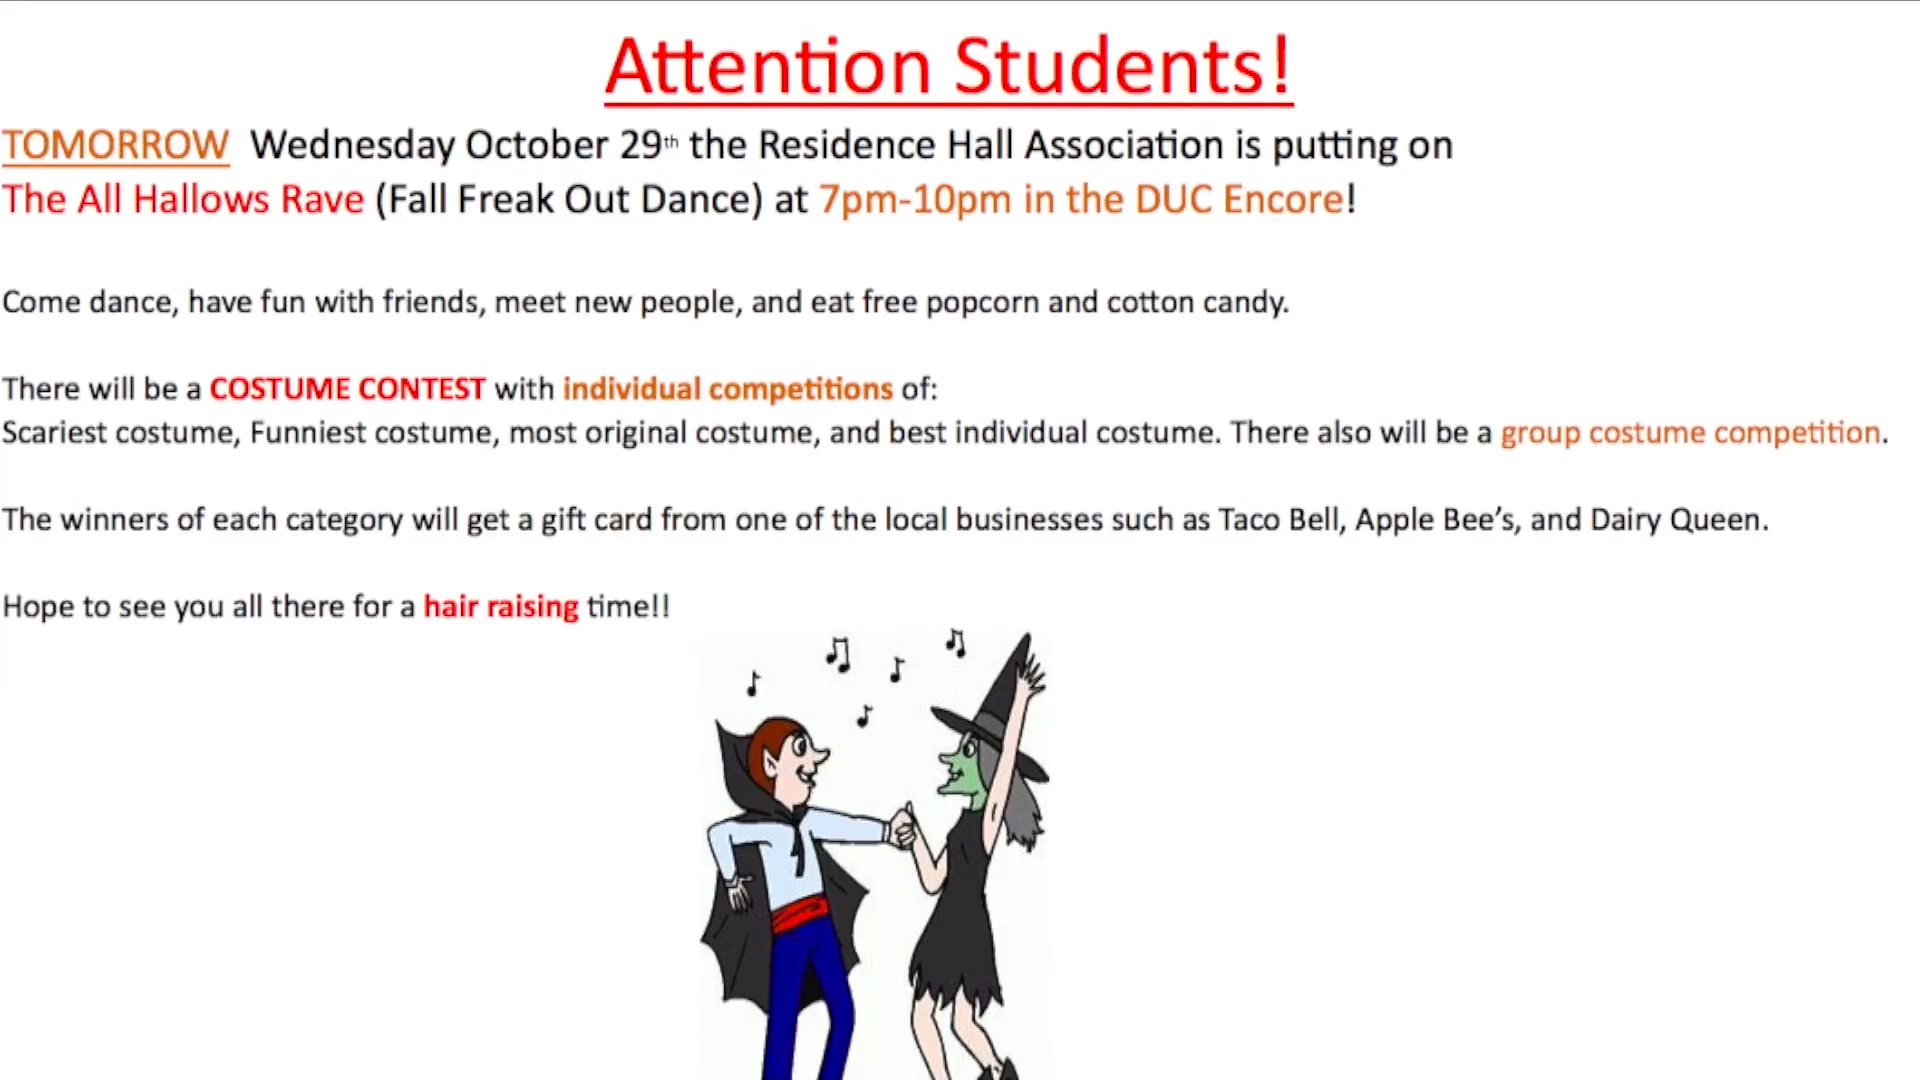 Attention Students!
TOMORROW Wednesday October 29th the Residence Hall Association is putting on
The All Hallows Rave (Fall Freak Out Dance) at 7pm-10pm in the DUC Encore!
Come dance, have fun with friends, meet new people, and eat free popcorn and cotton candy.
There will be a COSTUME CONTEST with individual competitions of:
Scariest costume, Funniest costume, most original costume, and best individual costume. There also will be a group costume competition.
The winners of each category will get a gift card from one of the local businesses such as Taco Bell, Apple Bee’s, and Dairy Queen.
Hope to see you all there for a hair raising time!!